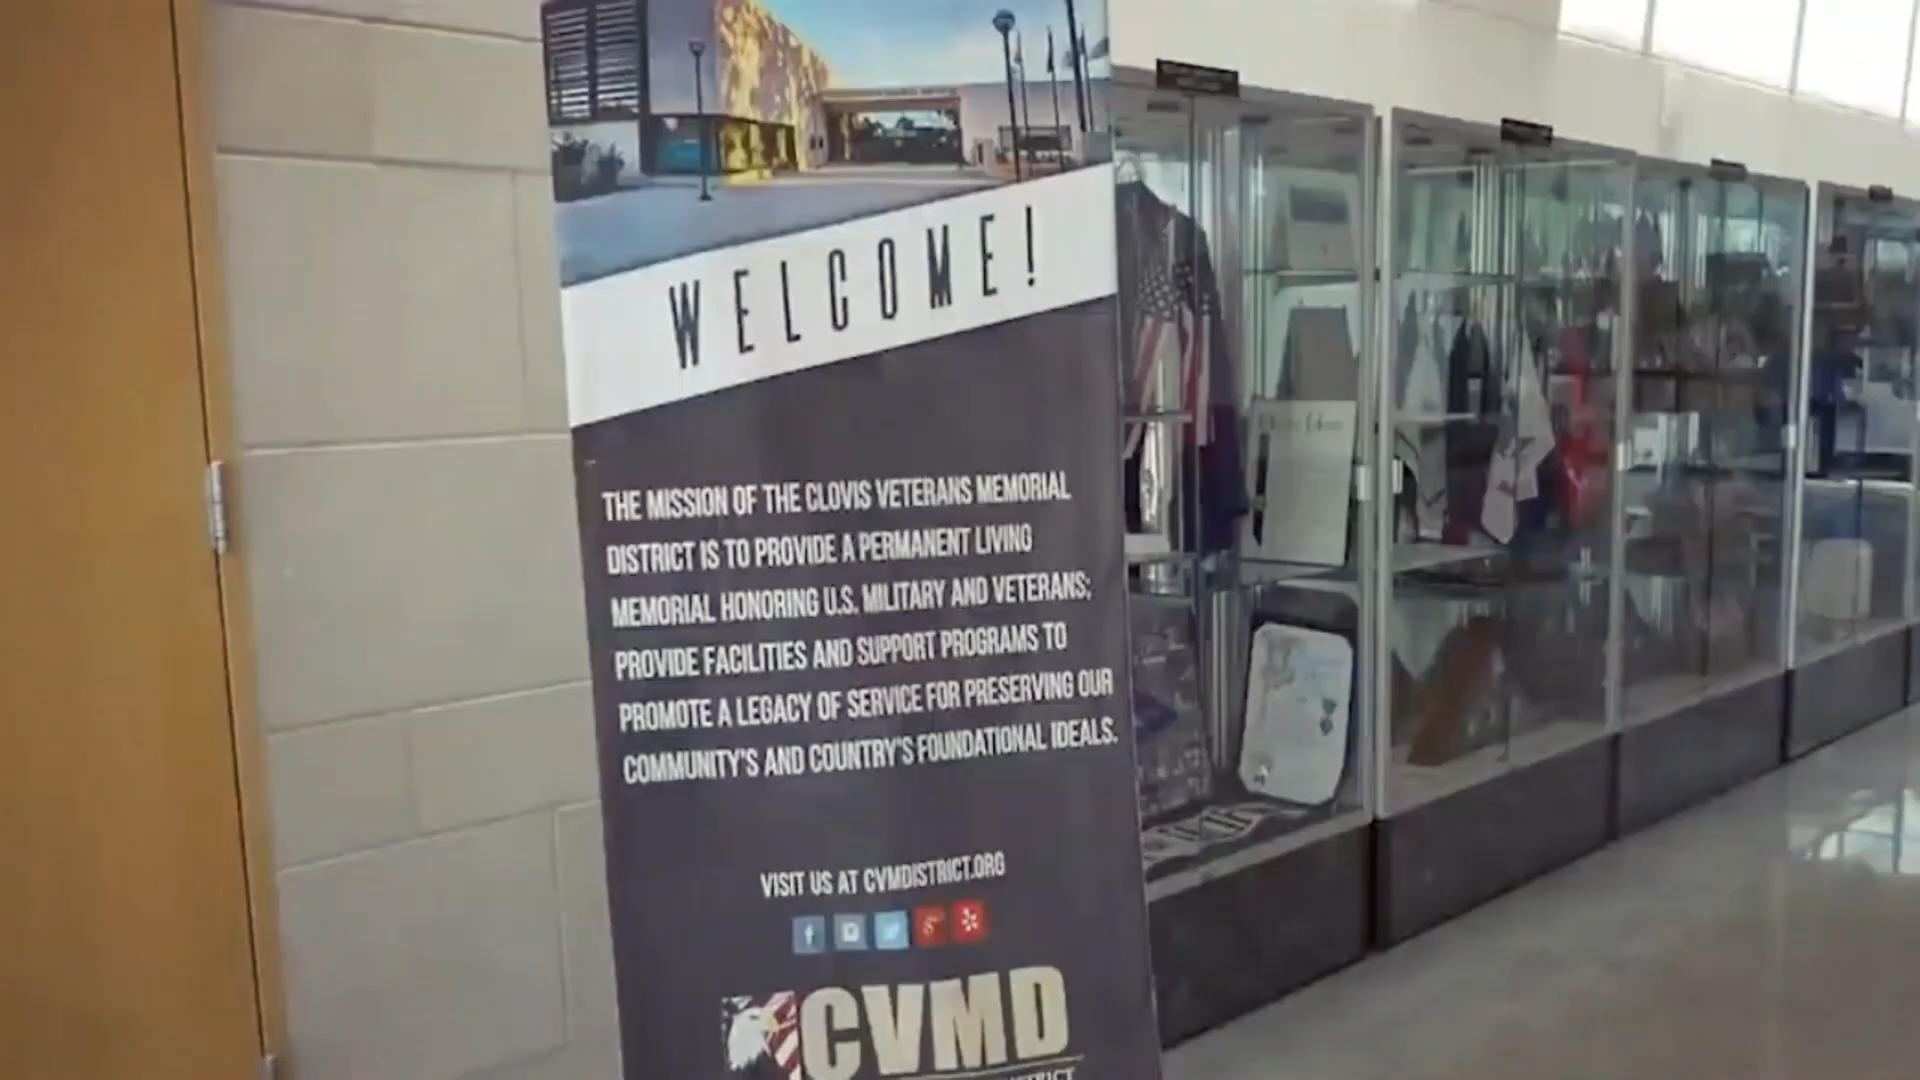 WELCOME!
THE MISSION OF THE CLOVIS VETERANS MEMORIAL
DISTRICT IS TO PROVIDE A PERMANENT LIVING
MEMORIAL HONORING U.S. MILITARY AND VETERANS;
PROVIDE FACILITIES AND SUPPORT PROGRAMS TO
PROMOTE A LEGACY OF SERVICE FOR PRESERVING OUR
COMMUNITY'S AND COUNTRY'S FOUNDATIONAL IDEALS.
VISIT US AT CVMDISTRICT.ORG
CVMD